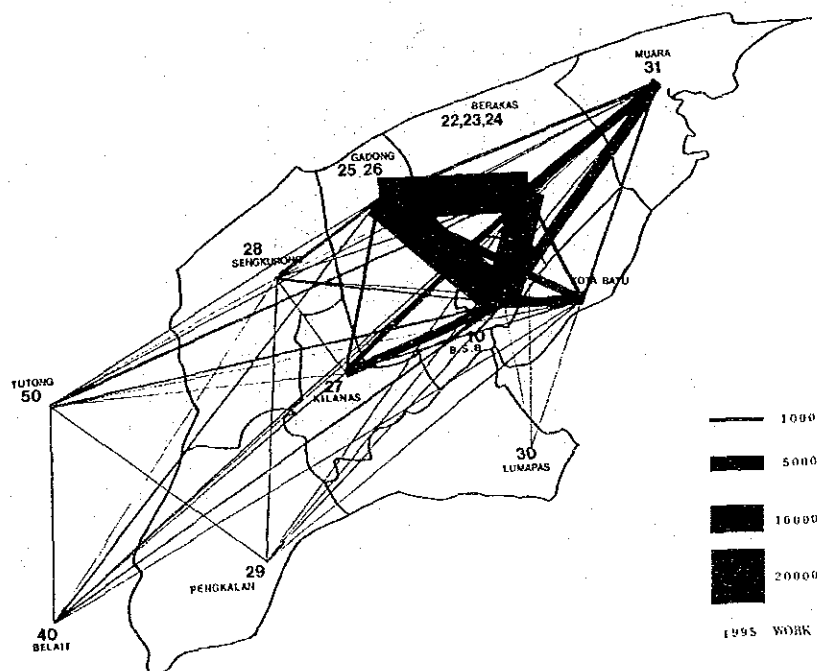 MUARA
31
BERAKAS
22,23,24
GADONG
25 26
28
SENGKURONG
KOTA BATU
10
B.S.B
TUTONG
50
27
KILANAS
30
LUMAPAS
29
PENGKALAN
40
BELAIT
1000
5000
10000
20000
1995 WORK